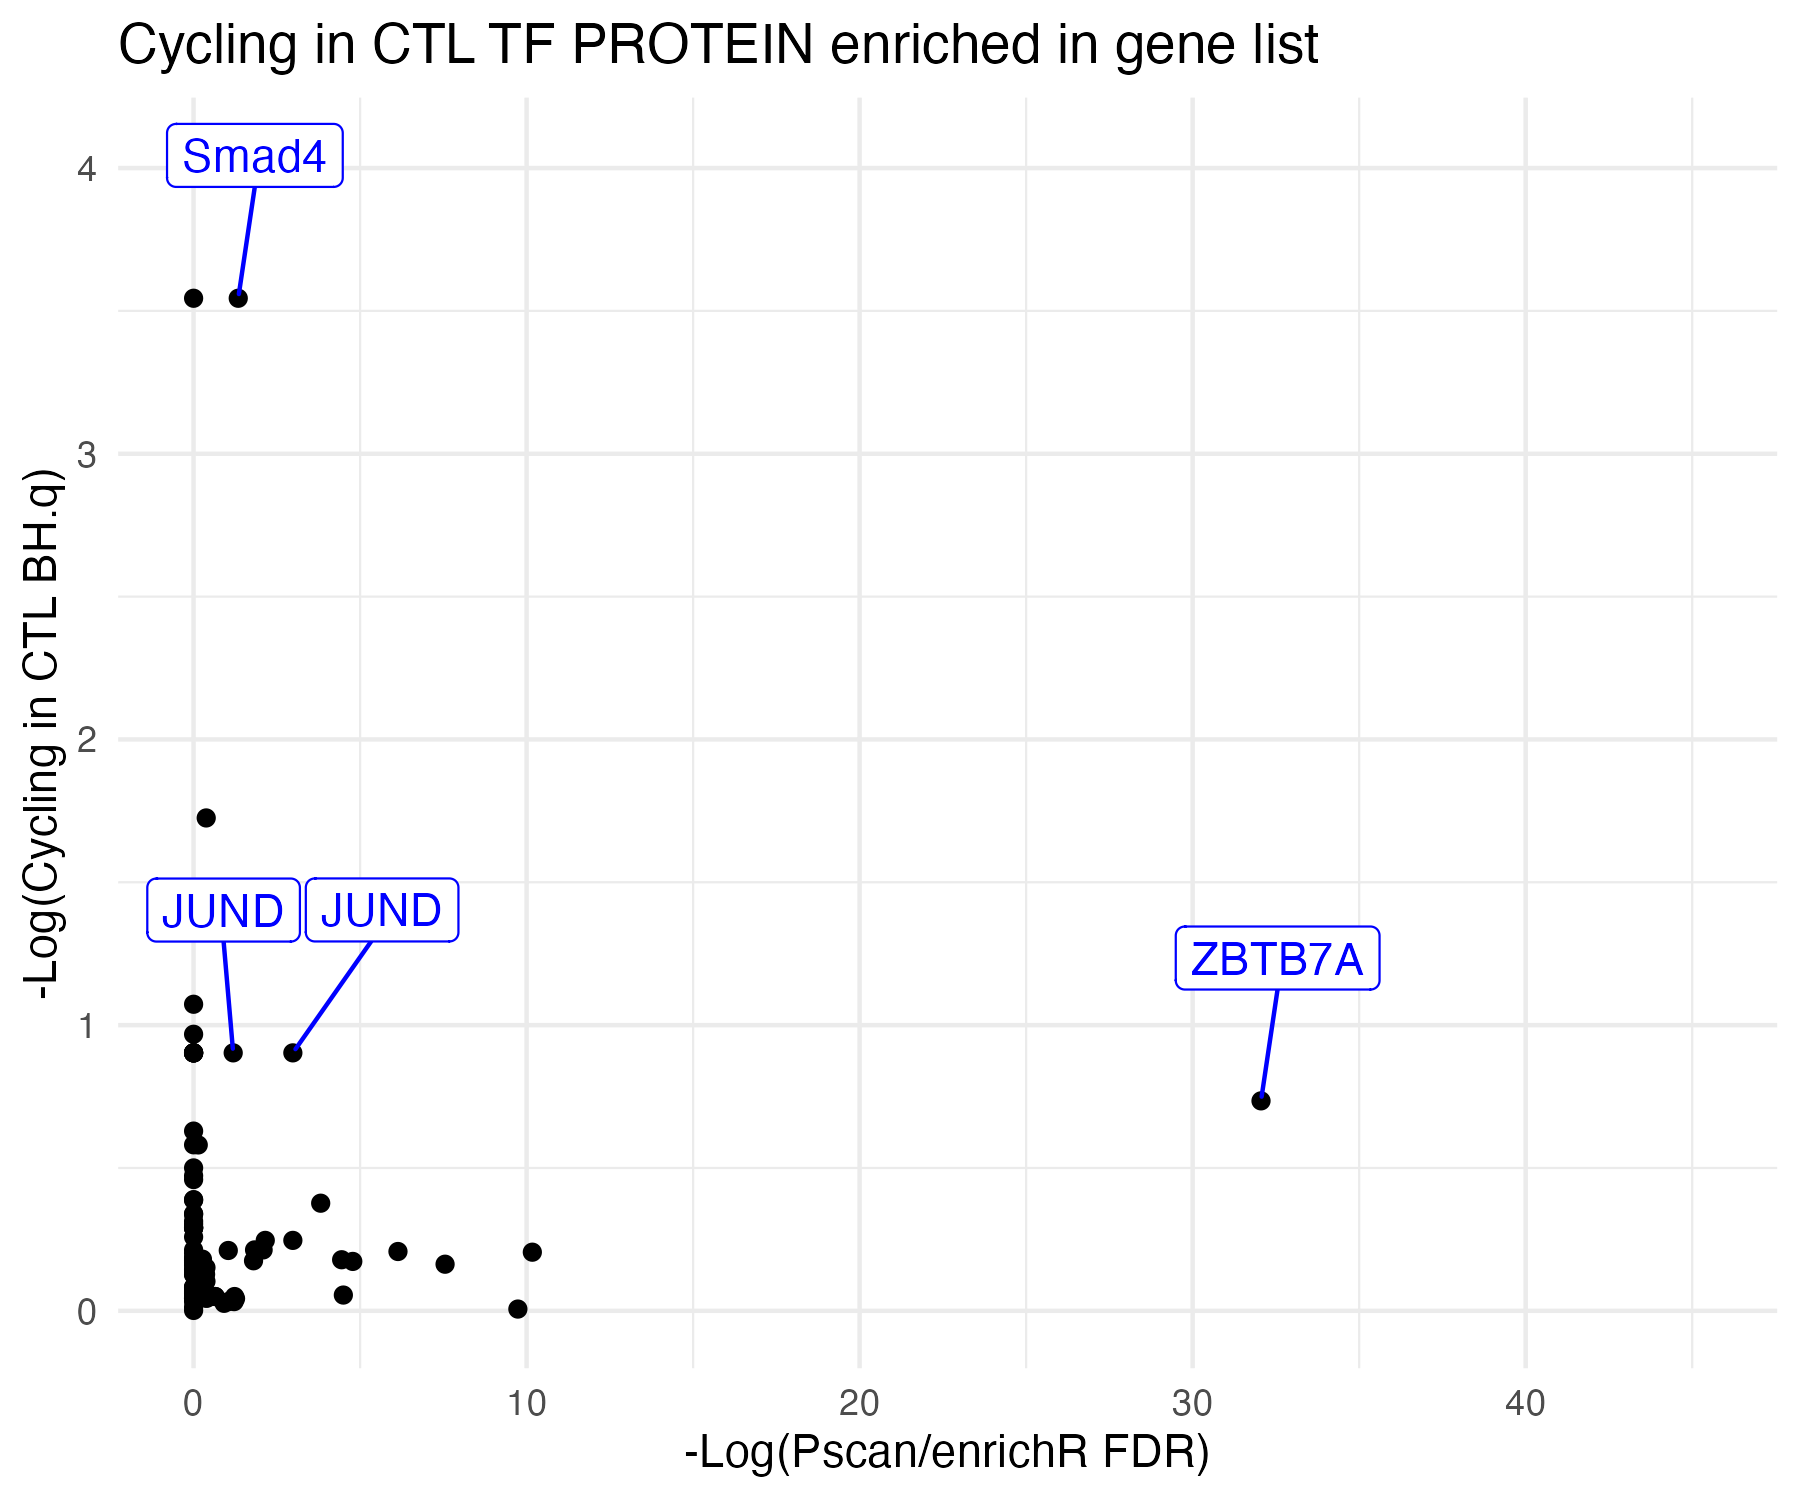 Cycling in CTL TF PROTEIN enriched in gene list
Smad4
4
3
2
JUND JUND
ZBTB7A
1
0
-Log(Cycling in CTL BH.q)
0 10 20 30 40
-Log(Pscan/enrichR FDR)